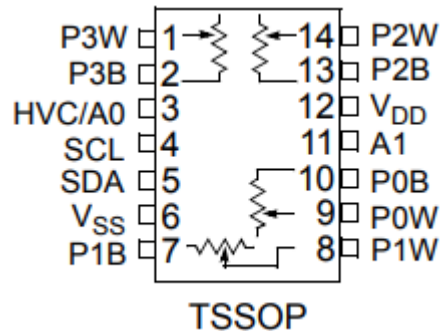 P3W 1 14 P2W
P3B 2 13 P2B
HVC/A0 3 12 VDD
SCL 4 11 A1
SDA 5 10 P0B
VSS 6 9 P0W
P1B 7 8 P1W
TSSOP